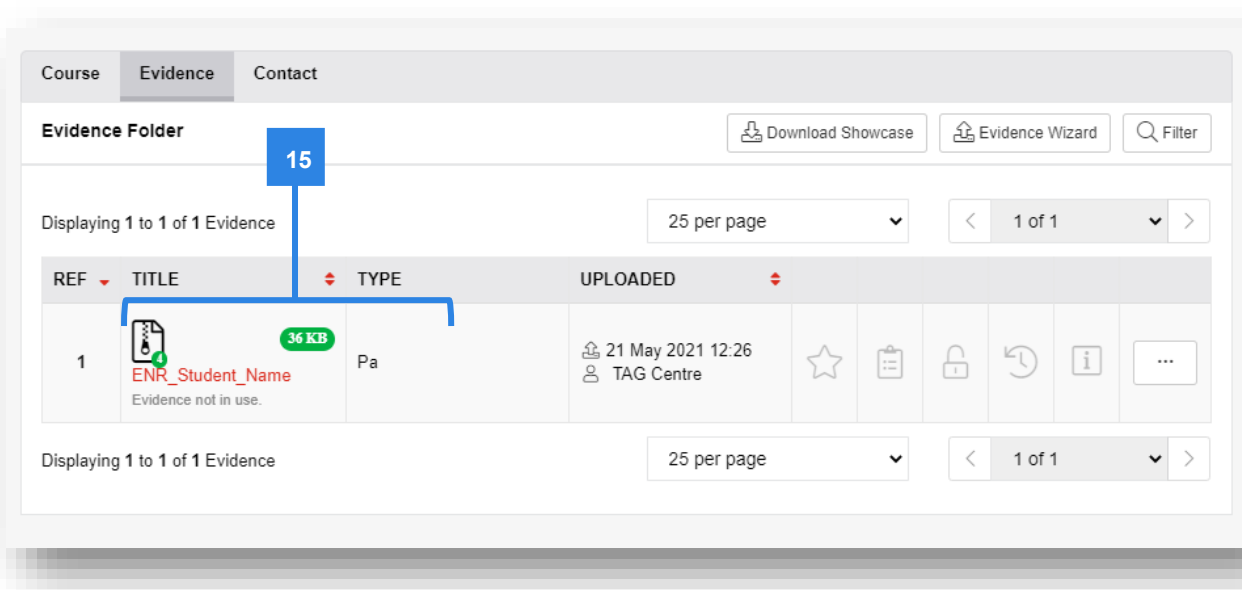 Course Evidence Contact
Evidence Folder Download Showcase Evidence Wizard Filter
15
Displaying 1 to 1 of 1 Evidence 25 per page 1 of 1
REF TITLE TYPE UPLOADED
36 KB
1 4 Pa 21 May 2021 12:26
ENR_Student_Name TAG Centre
Evidence not in use.
Displaying 1 to 1 of 1 Evidence 25 per page 1 of 1